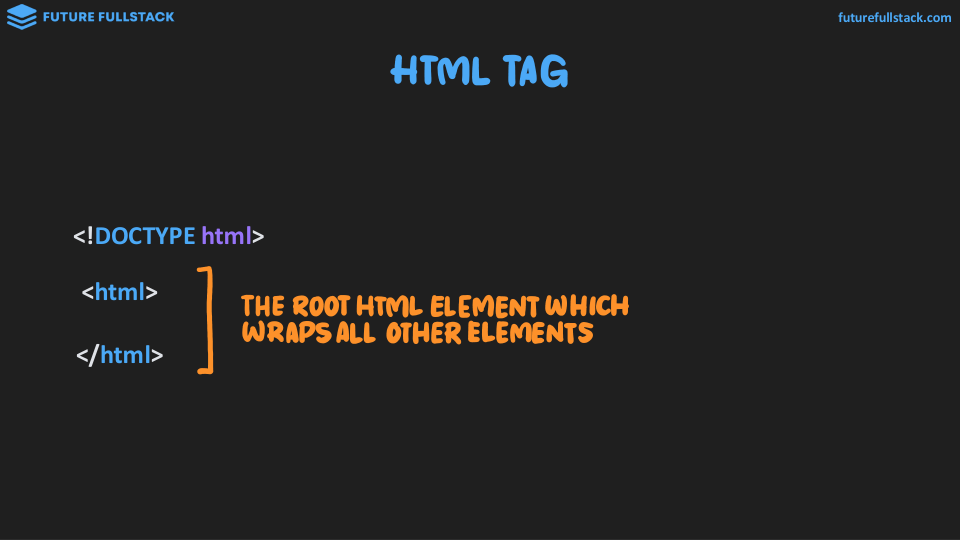 FUTURE FULLSTACK
futurefullstack.com
HTML TAG
<!DOCTYPE html>
<html>
THE ROOT HTML ELEMENT WHICH
WRAPS ALL OTHER ELEMENTS
</html>